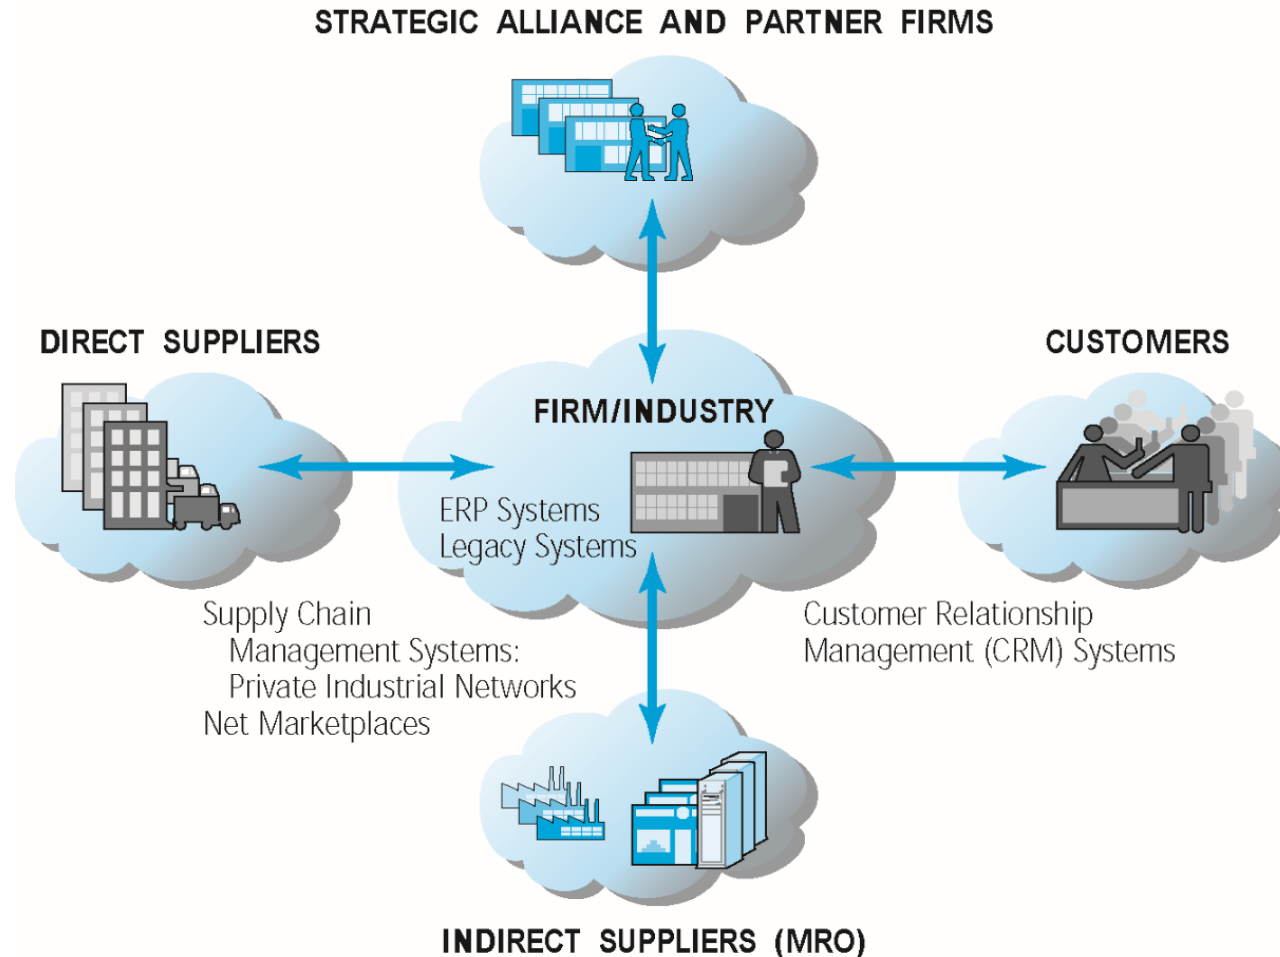 STRATEGIC ALLIANCE AND PARTNER FIRMS
DIRECT SUPPLIERS
CUSTOMERS
FIRM/INDUSTRY
ERP Systems
Legacy Systems
Supply Chain
Management Systems:
Private Industrial Networks
Net Marketplaces
Customer Relationship
Management (CRM) Systems
INDIRECT SUPPLIERS (MRO)